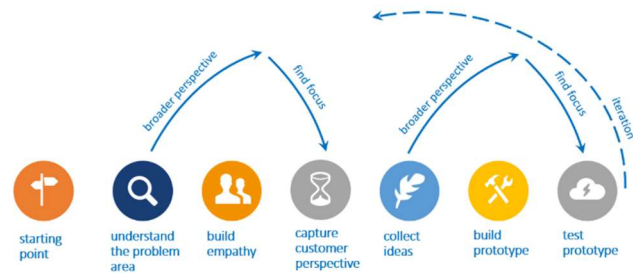 broader perspective
find focus
broader perspective
find focus
iteration
starting
point
understand
the problem
area
build
empathy
capture
customer
perspective
collect
ideas
build
prototype
test
prototype